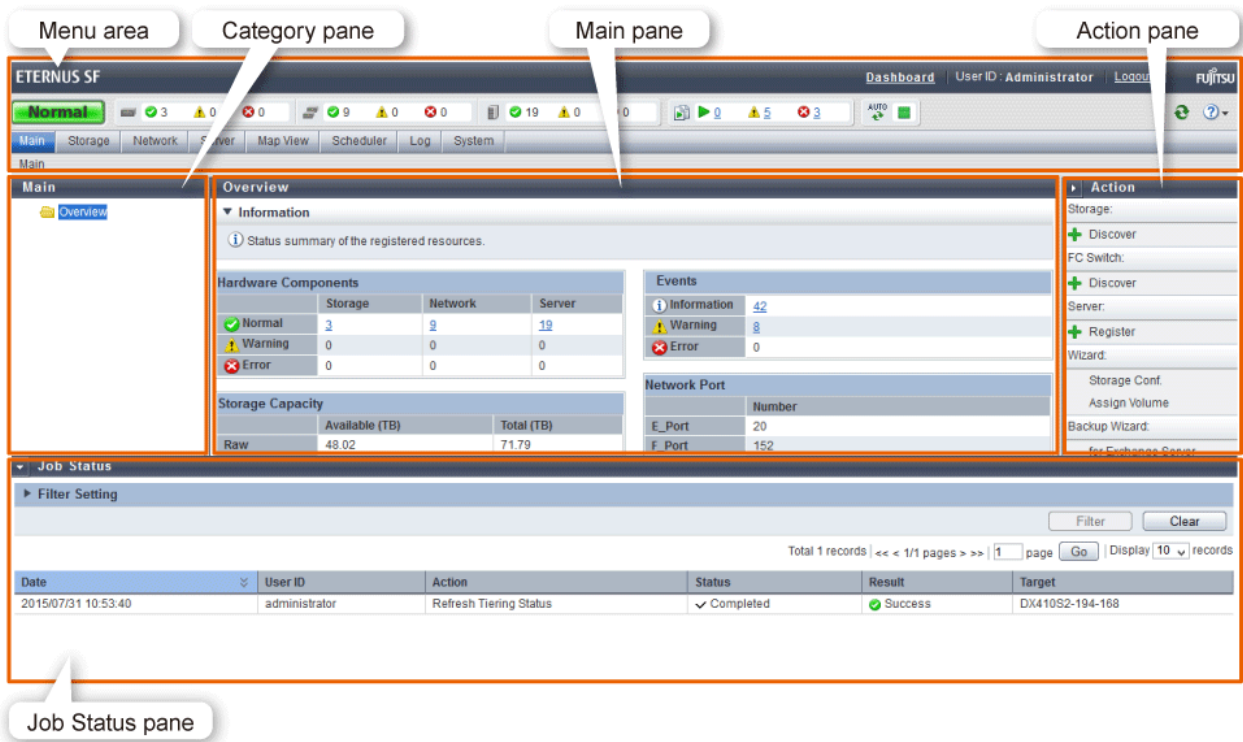 Menu area
Category pane
Main pane
Action pane
ETERNUS SF
Dashboard User ID : Administrator Logout FUJITSU
Normal 3 0 0 9 0 0 19 0 0 0 5 3 AUTO
Main Storage Network Server Map View Scheduler Log System
Main
Main
Overview
Overview
Information
Status summary of the registered resources.
Hardware Components
Storage Network Server
Normal 3 9 19
Warning 0 0 0
Error 0 0 0
Storage Capacity
Available (TB) Total (TB)
Raw 48.02 71.79
Events
Information 42
Warning 8
Error 0
Network Port
Number
E_Port 20
F_Port 152
Action
Storage:
Discover
FC Switch:
Discover
Server:
Register
Wizard:
Storage Conf.
Assign Volume
Backup Wizard:
for Exchange Server
Job Status
Filter Setting
Filter Clear
Total 1 records | << < 1/1 pages > >> | 1 page Go | Display 10 records
Date User ID Action Status Result Target
2015/07/31 10:53:40 administrator Refresh Tiering Status Completed Success DX410S2-194-168
Job Status pane